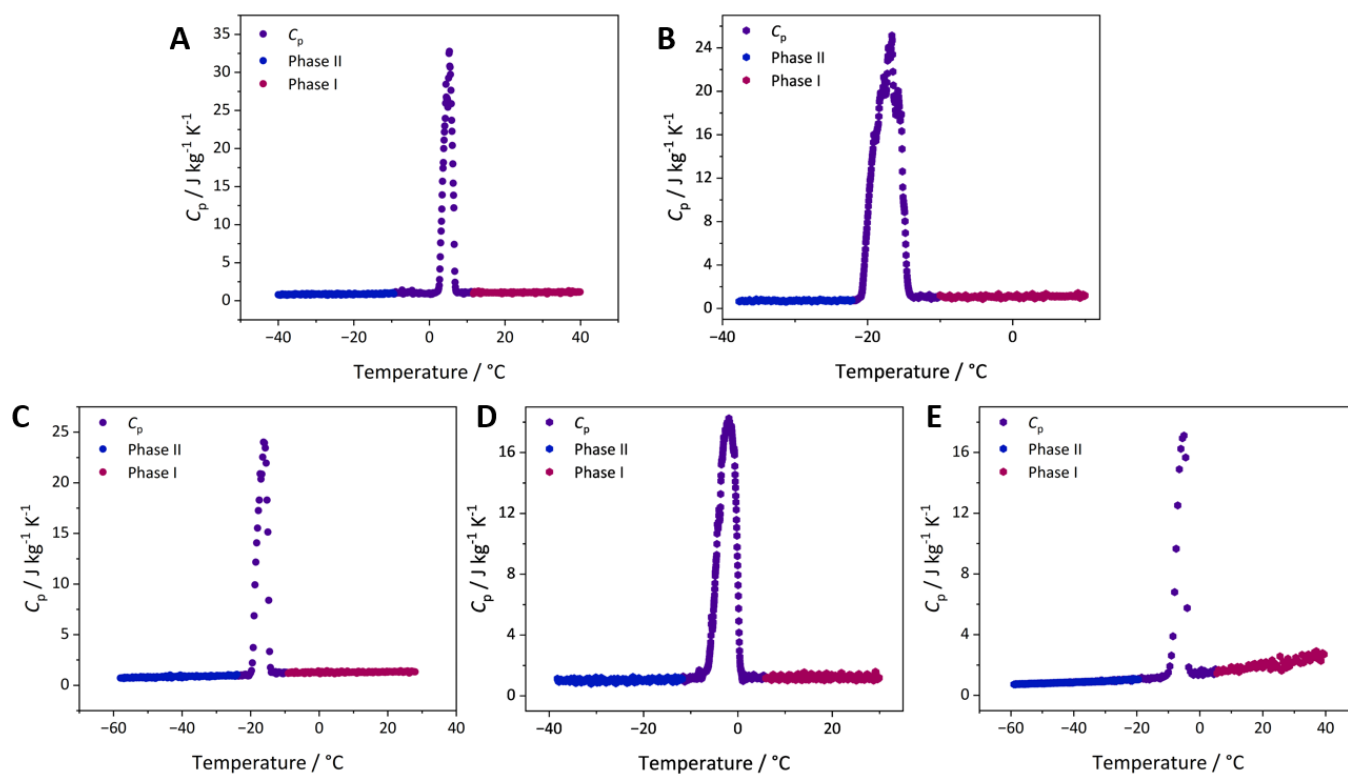 A
Cp / J kg⁻¹ K⁻¹
35
30
25
20
15
10
5
0
Cp
Phase II
Phase I
−40 −20 0 20 40
Temperature / °C
B
Cp / J kg⁻¹ K⁻¹
24
20
16
12
8
4
0
Cp
Phase II
Phase I
−40 −20 0
Temperature / °C
C
Cp / J kg⁻¹ K⁻¹
25
20
15
10
5
0
Cp
Phase II
Phase I
−60 −40 −20 0 20 40
Temperature / °C
D
Cp / J kg⁻¹ K⁻¹
16
12
8
4
0
Cp
Phase II
Phase I
−40 −20 0 20
Temperature / °C
E
Cp / J kg⁻¹ K⁻¹
16
12
8
4
0
Cp
Phase II
Phase I
−60 −40 −20 0 20 40
Temperature / °C